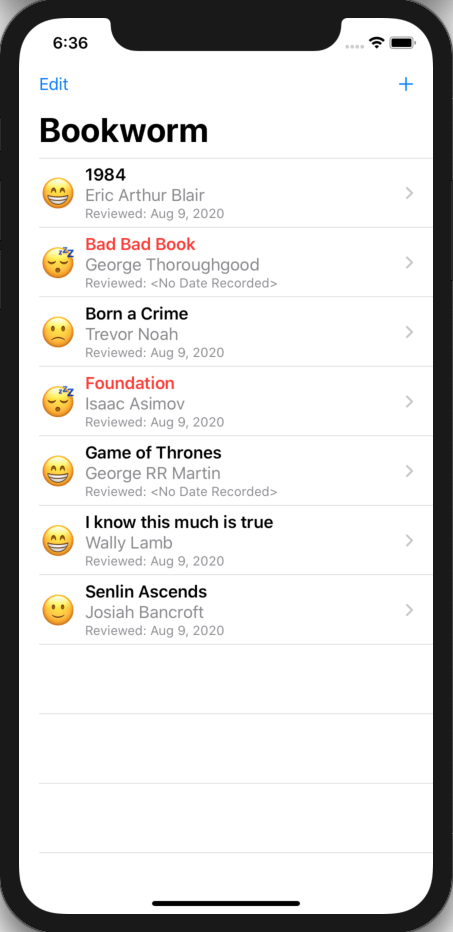 6:36
Edit
Bookworm
1984
Eric Arthur Blair
Reviewed: Aug 9, 2020
Bad Bad Book
George Thoroughgood
Reviewed: <No Date Recorded>
Born a Crime
Trevor Noah
Reviewed: Aug 9, 2020
Foundation
Isaac Asimov
Reviewed: Aug 9, 2020
Game of Thrones
George RR Martin
Reviewed: <No Date Recorded>
I know this much is true
Wally Lamb
Reviewed: Aug 9, 2020
Senlin Ascends
Josiah Bancroft
Reviewed: Aug 9, 2020